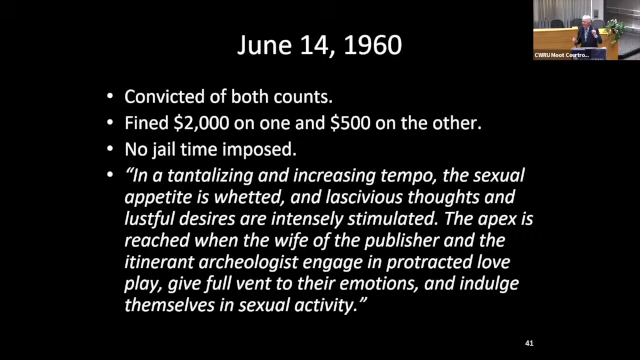 CWRU Moot Courtro...
June 14, 1960
• Convicted of both counts.
• Fined $2,000 on one and $500 on the other.
• No jail time imposed.
• “In a tantalizing and increasing tempo, the sexual
appetite is whetted, and lascivious thoughts and
lustful desires are intensely stimulated. The apex is
reached when the wife of the publisher and the
itinerant archeologist engage in protracted love
play, give full vent to their emotions, and indulge
themselves in sexual activity.”
41